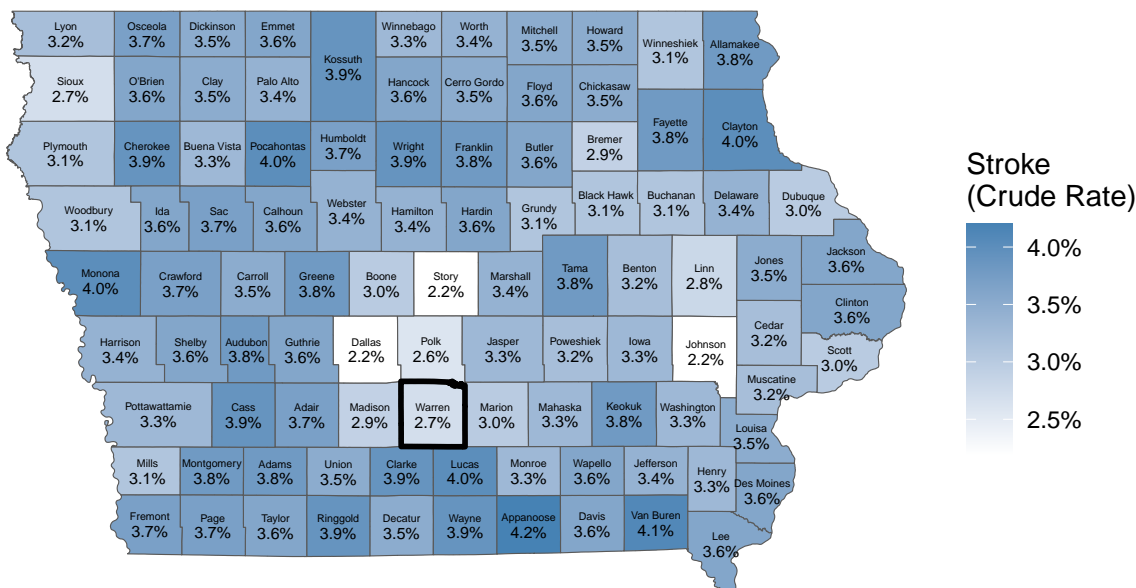 Lyon
3.2%
Osceola
3.7%
Dickinson
3.5%
Emmet
3.6%
Kossuth
3.9%
Winnebago
3.3%
Worth
3.4%
Mitchell
3.5%
Howard
3.5%
Winneshiek
3.1%
Allamakee
3.8%
Sioux
2.7%
O'Brien
3.6%
Clay
3.5%
Palo Alto
3.4%
Hancock
3.6%
Cerro Gordo
3.5%
Floyd
3.6%
Chickasaw
3.5%
Plymouth
3.1%
Cherokee
3.9%
Buena Vista
3.3%
Pocahontas
4.0%
Humboldt
3.7%
Wright
3.9%
Franklin
3.8%
Butler
3.6%
Bremer
2.9%
Fayette
3.8%
Clayton
4.0%
Woodbury
3.1%
Ida
3.6%
Sac
3.7%
Calhoun
3.6%
Webster
3.4%
Hamilton
3.4%
Hardin
3.6%
Grundy
3.1%
Black Hawk
3.1%
Buchanan
3.1%
Delaware
3.4%
Dubuque
3.0%
Monona
4.0%
Crawford
3.7%
Carroll
3.5%
Greene
3.8%
Boone
3.0%
Story
2.2%
Marshall
3.4%
Tama
3.8%
Benton
3.2%
Linn
2.8%
Jones
3.5%
Jackson
3.6%
Clinton
3.6%
Harrison
3.4%
Shelby
3.6%
Audubon
3.8%
Guthrie
3.6%
Dallas
2.2%
Polk
2.6%
Jasper
3.3%
Poweshiek
3.2%
Iowa
3.3%
Johnson
2.2%
Cedar
3.2%
Scott
3.0%
Muscatine
3.2%
Pottawattamie
3.3%
Cass
3.9%
Adair
3.7%
Madison
2.9%
Warren
2.7%
Marion
3.0%
Mahaska
3.3%
Keokuk
3.8%
Washington
3.3%
Louisa
3.5%
Mills
3.1%
Montgomery
3.8%
Adams
3.8%
Union
3.5%
Clarke
3.9%
Lucas
4.0%
Monroe
3.3%
Wapello
3.6%
Jefferson
3.4%
Henry
3.3%
Des Moines
3.6%
Fremont
3.7%
Page
3.7%
Taylor
3.6%
Ringgold
3.9%
Decatur
3.5%
Wayne
3.9%
Appanoose
4.2%
Davis
3.6%
Van Buren
4.1%
Lee
3.6%
Stroke
(Crude Rate)
4.0%
3.5%
3.0%
2.5%